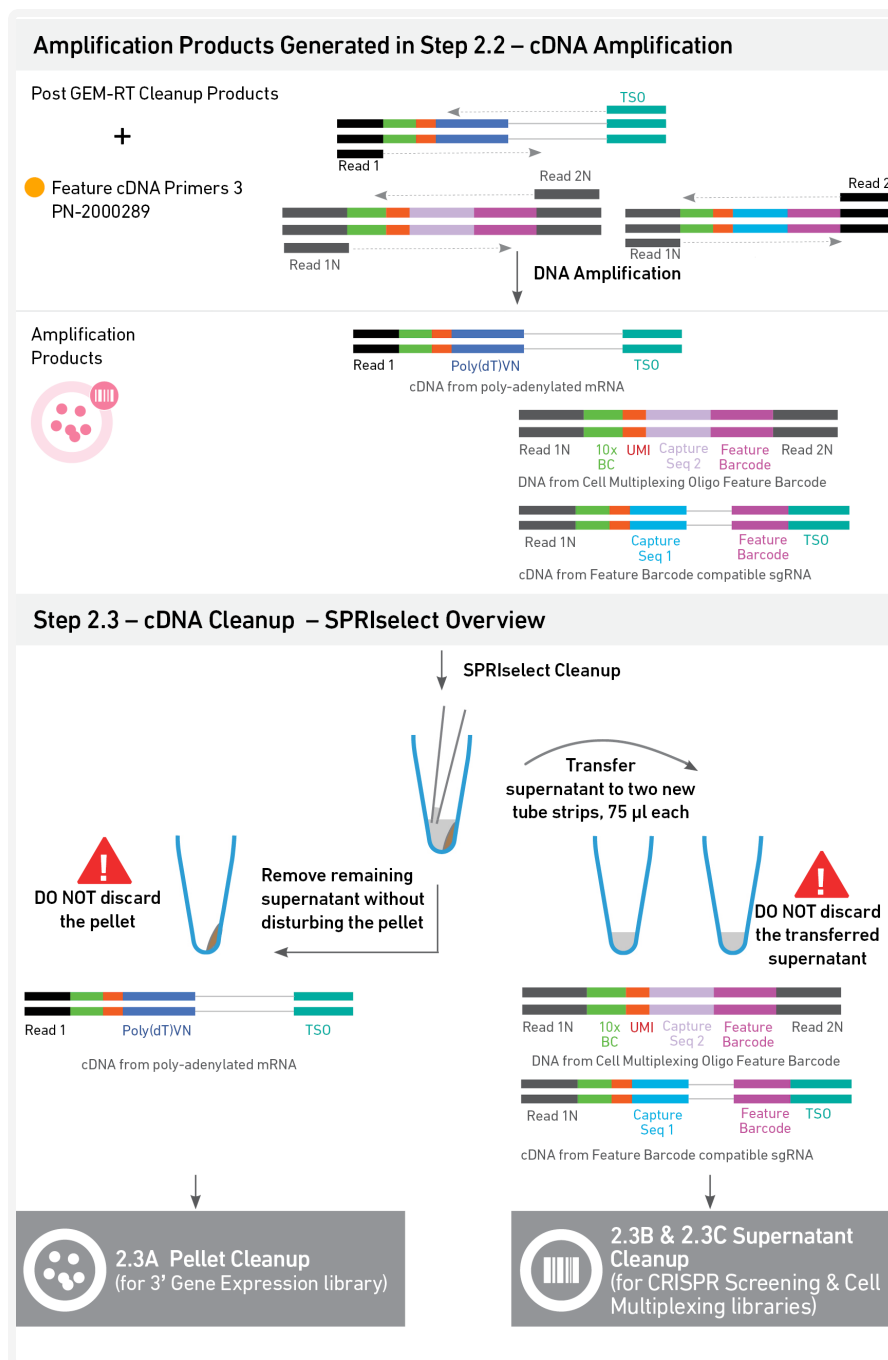 Amplification Products Generated in Step 2.2 – cDNA Amplification
Post GEM-RT Cleanup Products
+
Feature cDNA Primers 3
PN-2000289
TSO
Read 1
Read 2N
Read 1N
Read 2
Read 1N
DNA Amplification
Amplification
Products
Read 1
Poly(dT)VN
TSO
cDNA from poly-adenylated mRNA
Read 1N
10x
BC
UMI
Capture
Seq 2
Feature
Barcode
Read 2N
DNA from Cell Multiplexing Oligo Feature Barcode
Read 1N
Capture
Seq 1
Feature
Barcode
TSO
cDNA from Feature Barcode compatible sgRNA
Step 2.3 – cDNA Cleanup – SPRIselect Overview
SPRIselect Cleanup
Transfer
supernatant to two new
tube strips, 75 µl each
!
DO NOT discard
the pellet
Remove remaining
supernatant without
disturbing the pellet
!
DO NOT discard
the transferred
supernatant
Read 1
Poly(dT)VN
TSO
cDNA from poly-adenylated mRNA
Read 1N
10x
BC
UMI
Capture
Seq 2
Feature
Barcode
Read 2N
DNA from Cell Multiplexing Oligo Feature Barcode
Read 1N
Capture
Seq 1
Feature
Barcode
TSO
cDNA from Feature Barcode compatible sgRNA
2.3A Pellet Cleanup
(for 3’ Gene Expression library)
2.3B & 2.3C Supernatant
Cleanup
(for CRISPR Screening & Cell
Multiplexing libraries)